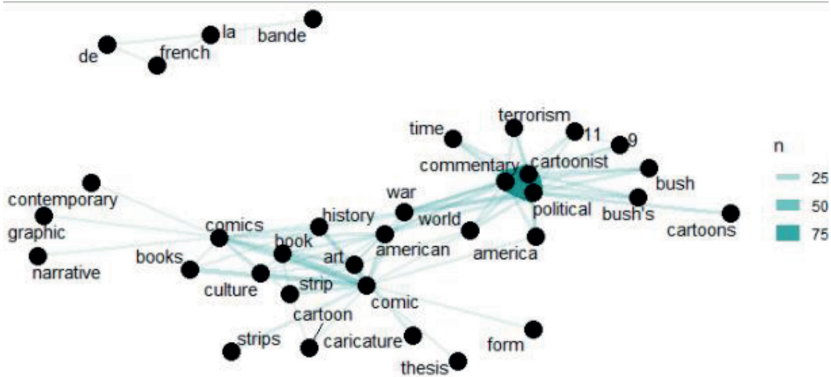 la
bande
de
french
terrorism
time
11
9
commentary
cartoonist
n
25
bush
contemporary
war
50
political
bush's
graphic
comics
history
world
cartoons
75
book
american
america
narrative
books
art
culture
strip
comic
cartoon
strips
caricature
form
thesis